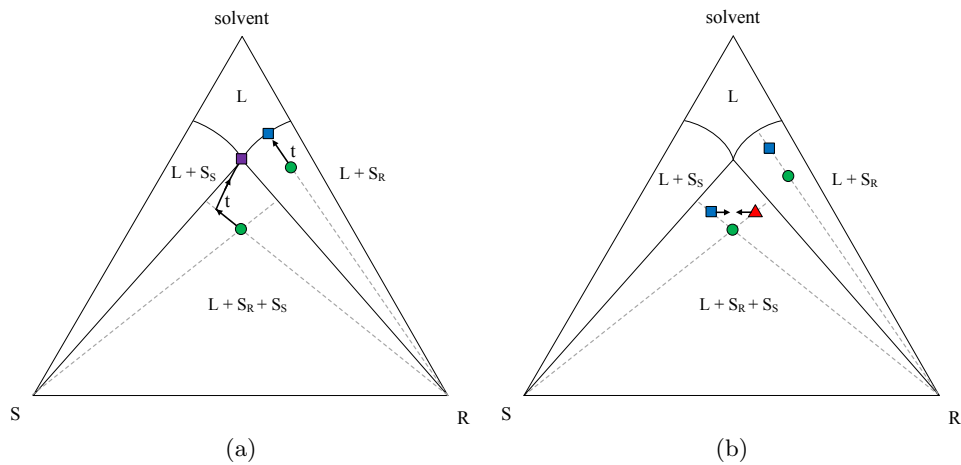 solvent
L
t
L + S_S
L + S_R
t
L + S_R + S_S
S
R
(a)
solvent
L
L + S_S
L + S_R
L + S_R + S_S
S
R
(b)